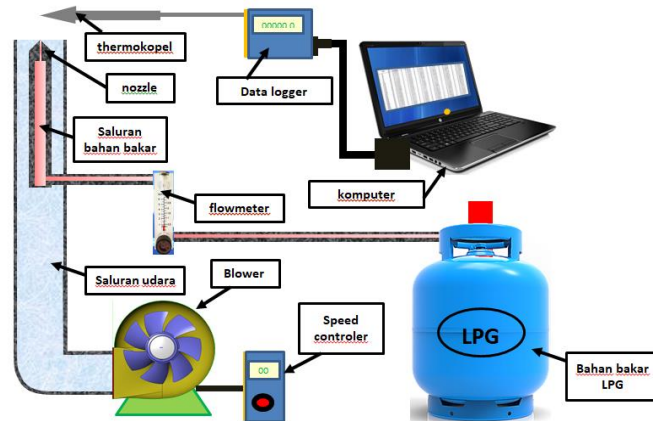 00000.0
thermokopel
nozzle
Data logger
Saluran
bahan bakar
flowmeter
komputer
Saluran udara
Blower
Speed
controler
00
LPG
Bahan bakar
LPG